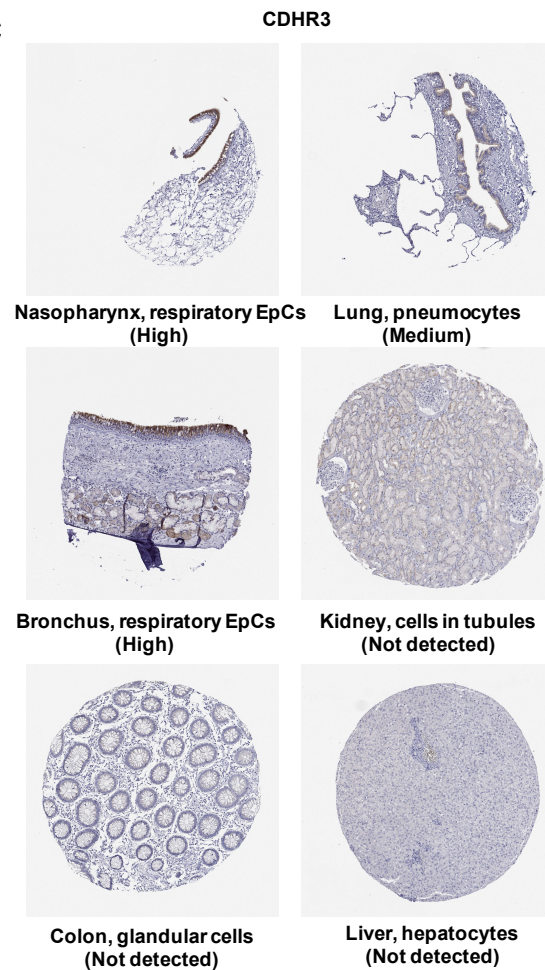 CDHR3
Nasopharynx, respiratory EpCs
(High)
Lung, pneumocytes
(Medium)
Bronchus, respiratory EpCs
(High)
Kidney, cells in tubules
(Not detected)
Colon, glandular cells
(Not detected)
Liver, hepatocytes
(Not detected)